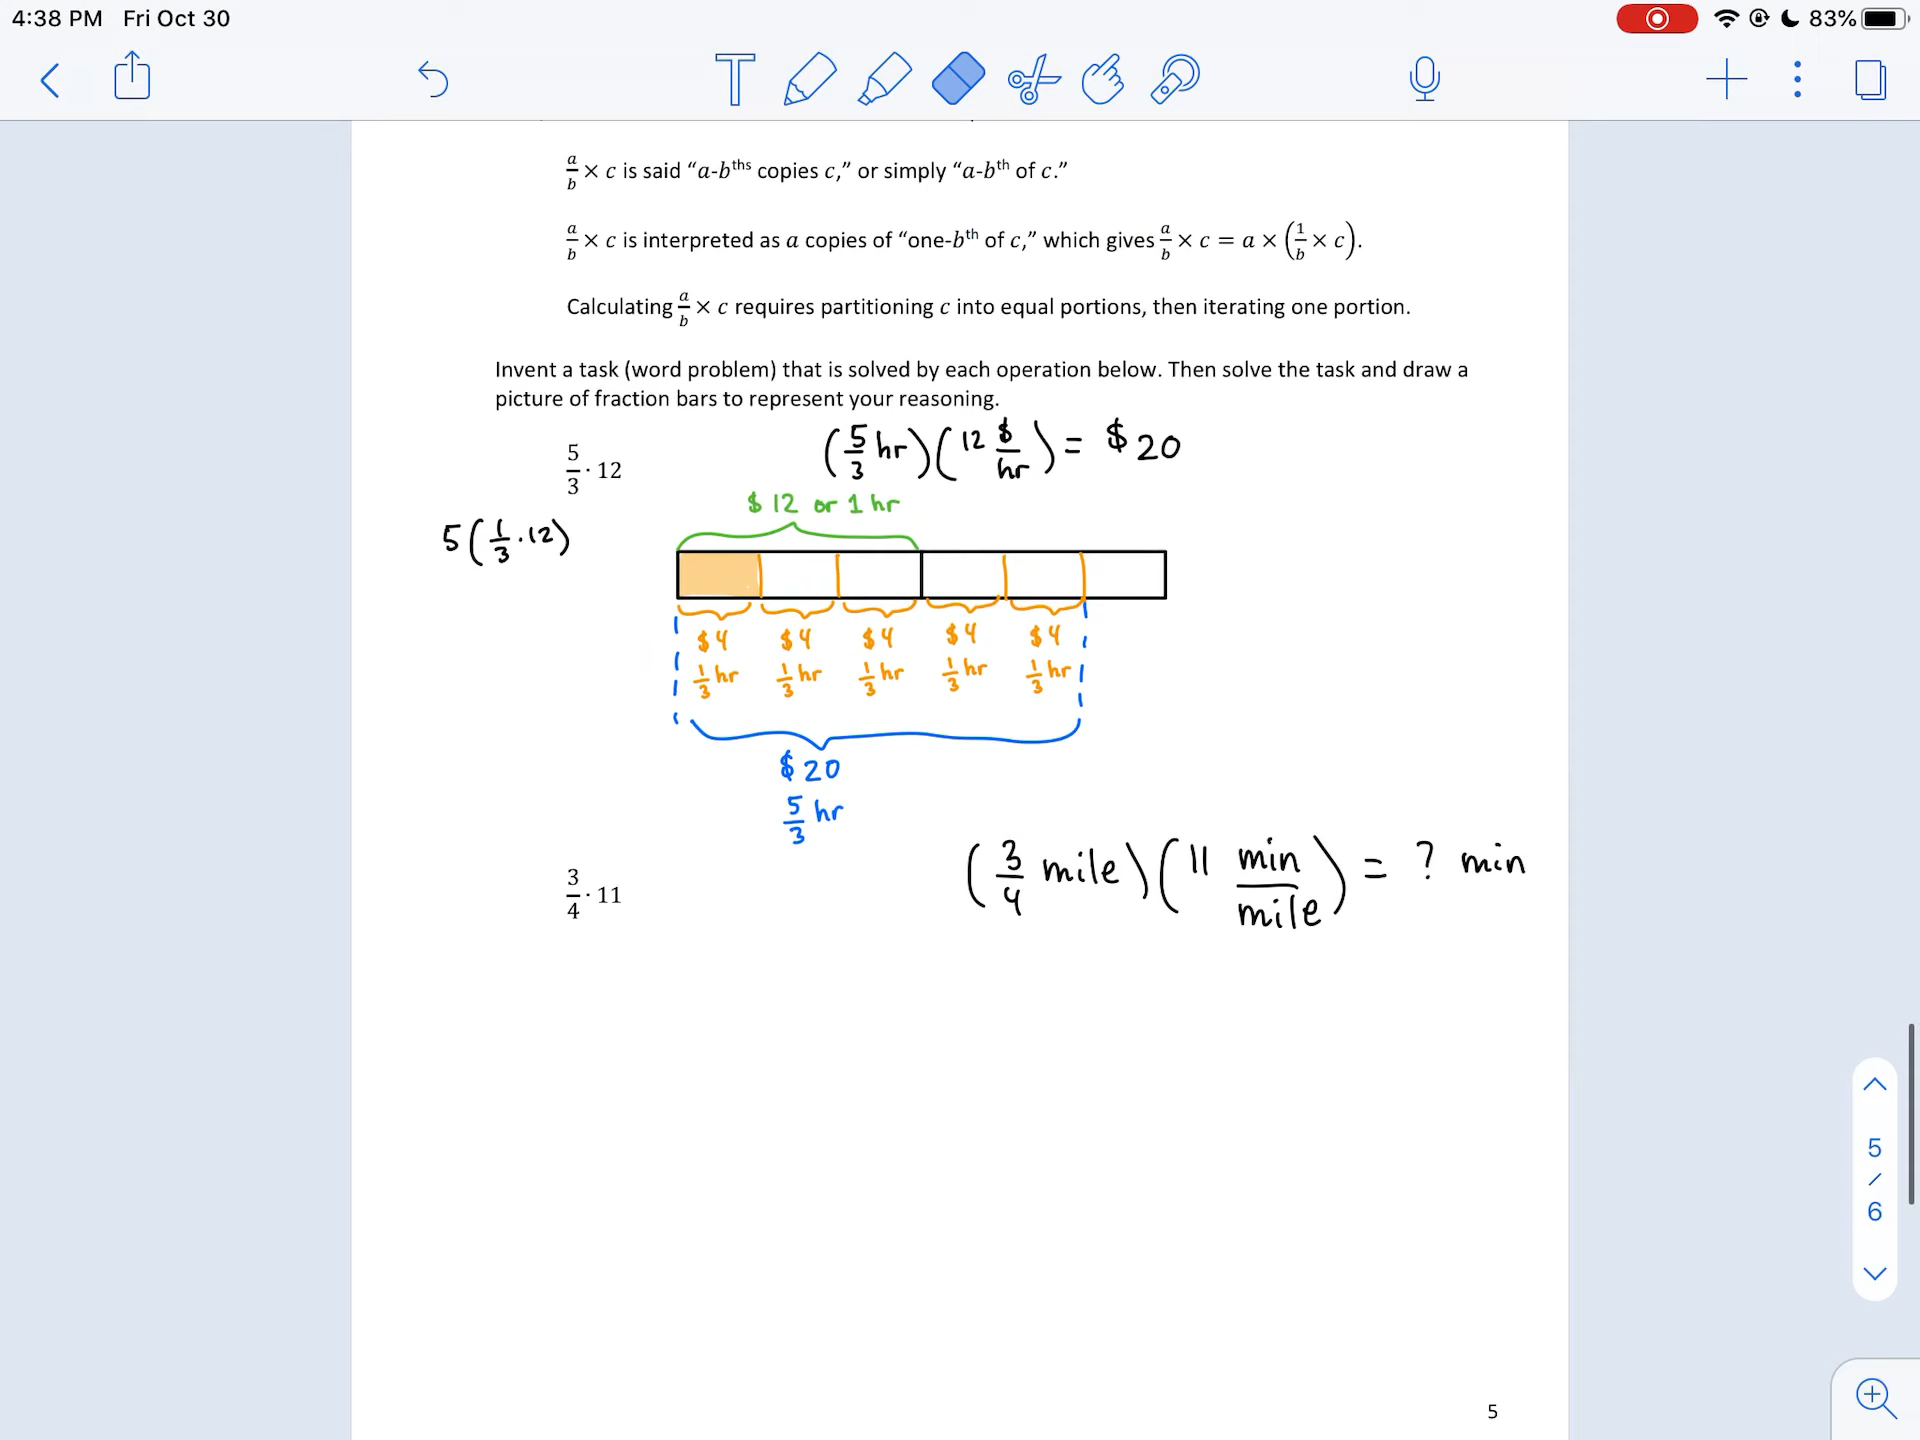 4:38 PM Fri Oct 30
83%
a/b × c is said “a-bᵗʰˢ copies c,” or simply “a-bᵗʰ of c.”
a/b × c is interpreted as a copies of “one-bᵗʰ of c,” which gives a/b × c = a × (1/b × c).
Calculating a/b × c requires partitioning c into equal portions, then iterating one portion.
Invent a task (word problem) that is solved by each operation below. Then solve the task and draw a
picture of fraction bars to represent your reasoning.
5/3 · 12
(5/3 hr)(12 $/hr) = $20
$12 or 1 hr
5(1/3 · 12)
$4 $4 $4 $4 $4
1/3 hr 1/3 hr 1/3 hr 1/3 hr 1/3 hr
$20
5/3 hr
3/4 · 11
(3/4 mile)(11 min/mile) = ? min
5
/
6
5